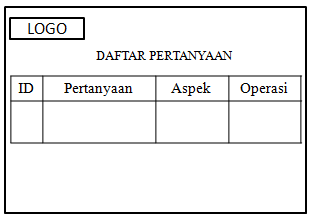 LOGO
DAFTAR PERTANYAAN
ID Pertanyaan Aspek Operasi